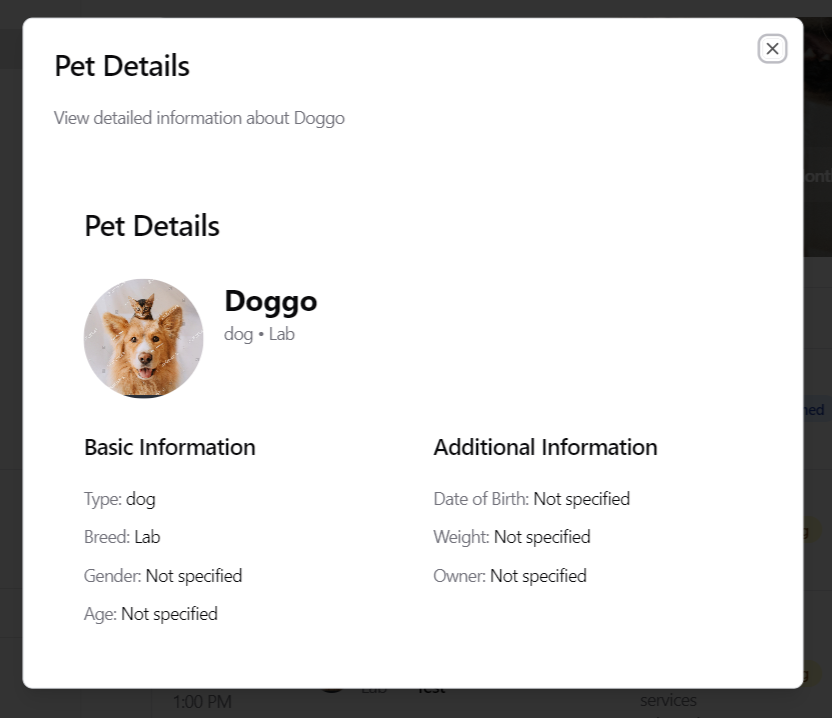 Pet Details
View detailed information about Doggo
Pet Details
Doggo
dog • Lab
Basic Information
Type: dog
Breed: Lab
Gender: Not specified
Age: Not specified
Additional Information
Date of Birth: Not specified
Weight: Not specified
Owner: Not specified
1:00 PM
services